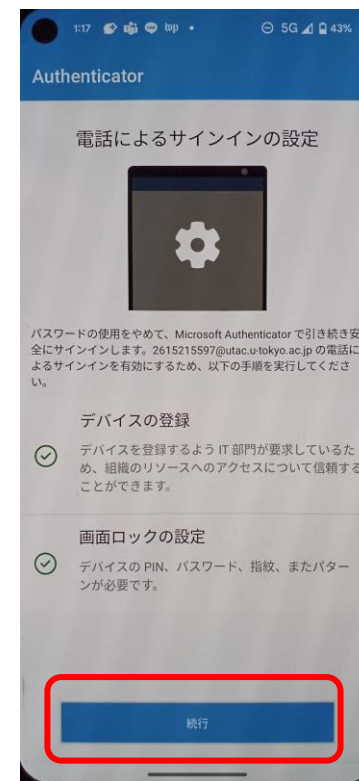 1:17 top • 5G 43%
Authenticator
電話によるサインインの設定
パスワードの使用をやめて、Microsoft Authenticator で引き続き安
全にサインインします。2615215597@utac.u-tokyo.ac.jp の電話に
よるサインインを有効にするため、以下の手順を実行してくださ
い。
デバイスの登録
デバイスを登録するよう IT 部門が要求しているた
め、組織のリソースへのアクセスについて信頼する
ことができます。
画面ロックの設定
デバイスの PIN、パスワード、指紋、またパター
ンが必要です。
続行